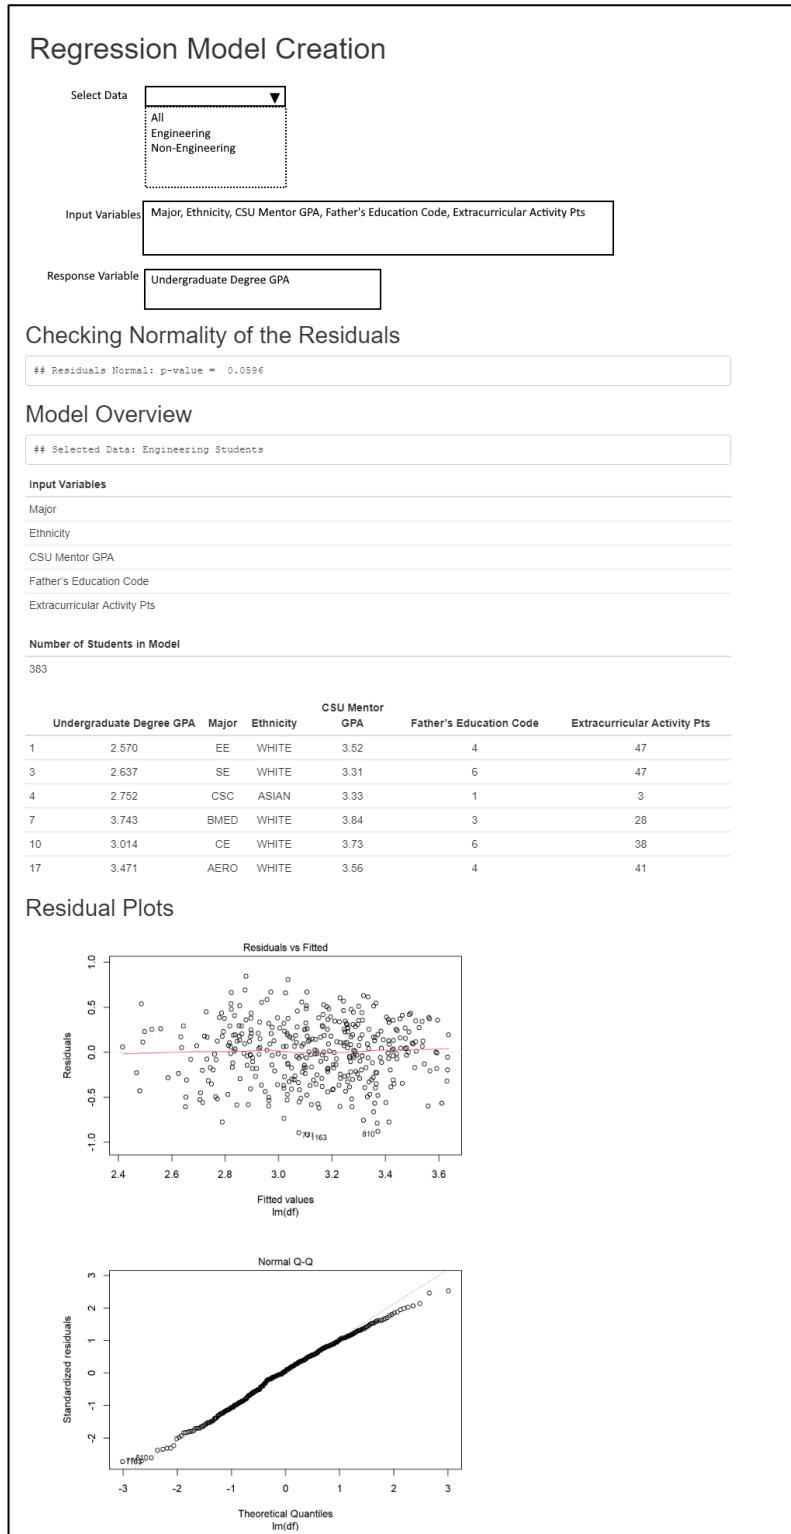 Regression Model Creation
Select Data
All
Engineering
Non-Engineering
Input Variables
Major, Ethnicity, CSU Mentor GPA, Father's Education Code, Extracurricular Activity Pts
Response Variable
Undergraduate Degree GPA
Checking Normality of the Residuals
## Residuals Normal: p-value =  0.0596
Model Overview
## Selected Data: Engineering Students
Input Variables
Major
Ethnicity
CSU Mentor GPA
Father's Education Code
Extracurricular Activity Pts
Number of Students in Model
383
Undergraduate Degree GPA Major Ethnicity CSU Mentor GPA Father's Education Code Extracurricular Activity Pts
1 2.570 EE WHITE 3.52 4 47
3 2.637 SE WHITE 3.31 6 47
4 2.752 CSC ASIAN 3.33 1 3
7 3.743 BMED WHITE 3.84 3 28
10 3.014 CE WHITE 3.73 6 38
17 3.471 AERO WHITE 3.56 4 41
Residual Plots
Residuals vs Fitted
Residuals
1.0
0.5
0.0
-0.5
-1.0
810
2.4 2.6 2.8 3.0 3.2 3.4 3.6
Fitted values
lm(df)
Normal Q-Q
Standardized residuals
3
2
1
0
-1
-2
-3 -2 -1 0 1 2 3
Theoretical Quantiles
lm(df)